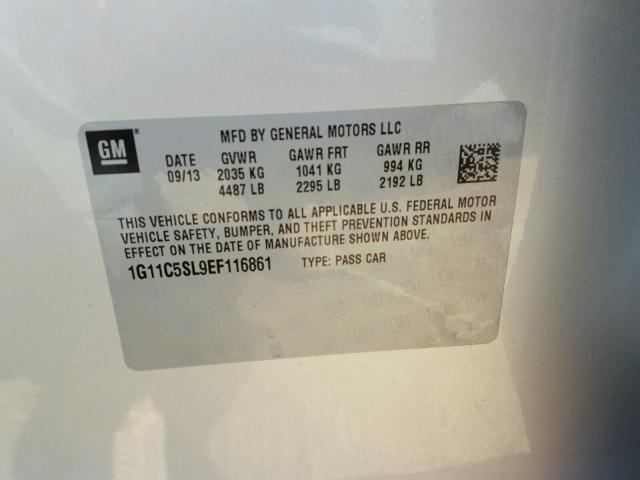 GM
MFD BY GENERAL MOTORS LLC
DATE GVWR GAWR FRT GAWR RR
09/13 2035 KG 1041 KG 994 KG
4487 LB 2295 LB 2192 LB
THIS VEHICLE CONFORMS TO ALL APPLICABLE U.S. FEDERAL MOTOR
VEHICLE SAFETY, BUMPER, AND THEFT PREVENTION STANDARDS IN
EFFECT ON THE DATE OF MANUFACTURE SHOWN ABOVE.
1G11C5SL9EF116861 TYPE: PASS CAR